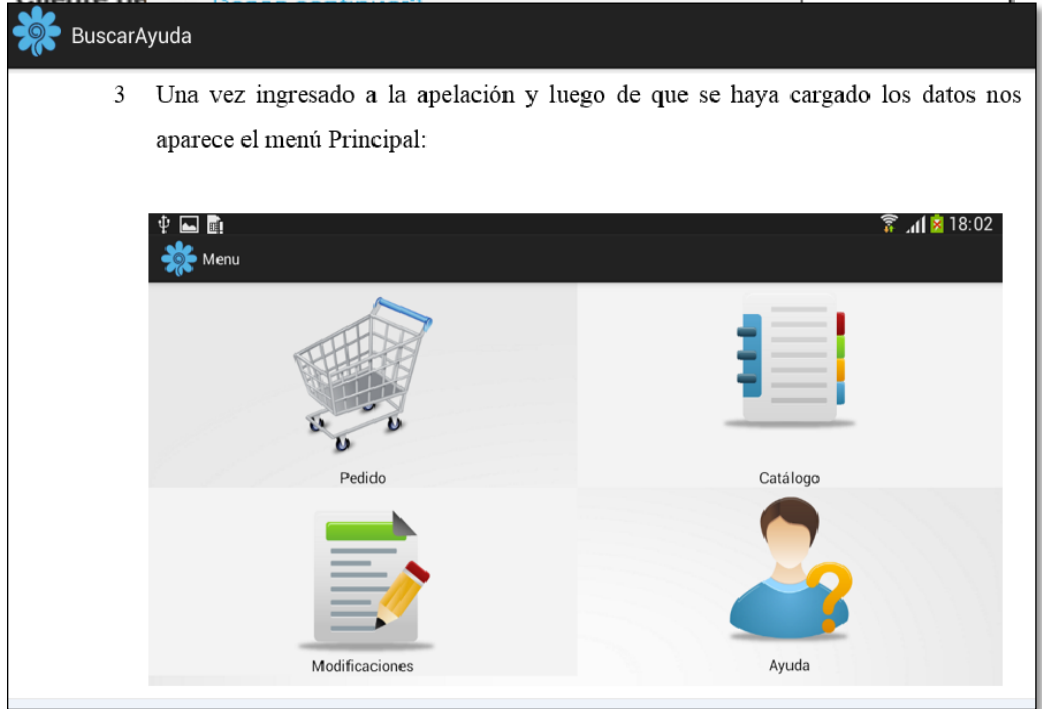 BuscarAyuda
3 Una vez ingresado a la apelación y luego de que se haya cargado los datos nos
aparece el menú Principal:
18:02
Menu
Pedido
Catálogo
Modificaciones
Ayuda